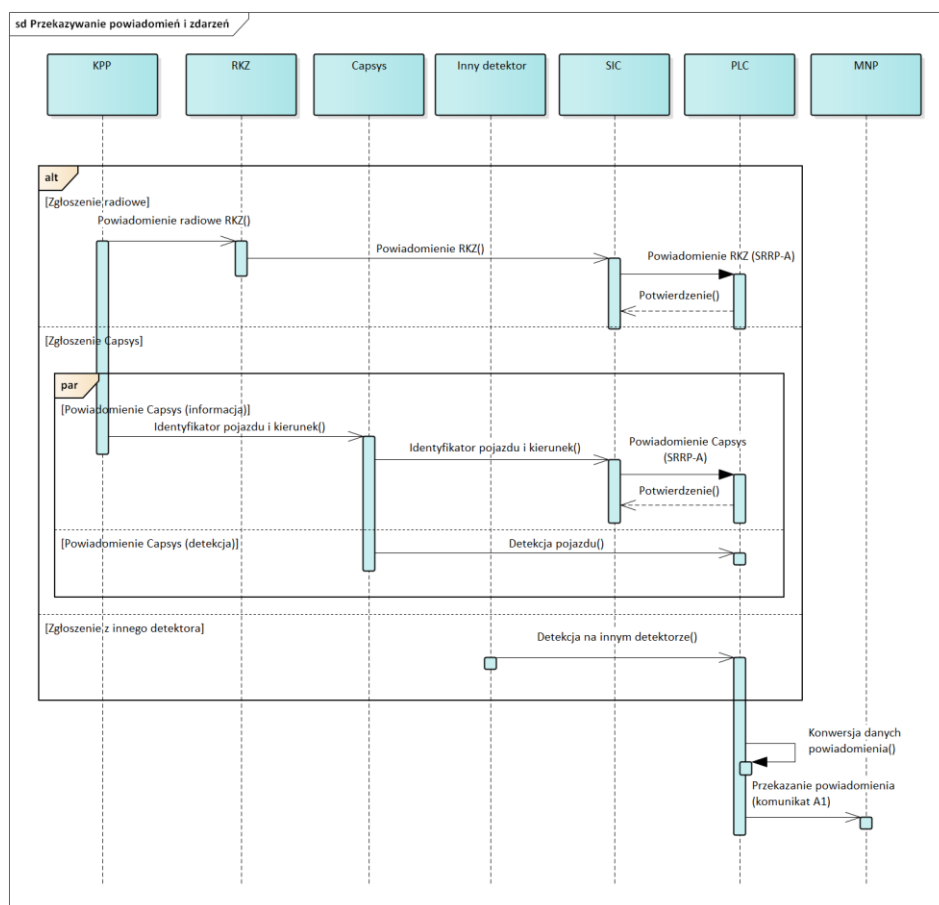 sd Przekazywanie powiadomień i zdarzeń
KPP
RKZ
Capsys
Inny detektor
SIC
PLC
MNP
alt
[Zgłoszenie radiowe]
Powiadomienie radiowe RKZ()
Powiadomienie RKZ()
Powiadomienie RKZ (SRRP-A)
Potwierdzenie()
[Zgłoszenie Capsys]
par
[Powiadomienie Capsys (informacja)]
Identyfikator pojazdu i kierunek()
Identyfikator pojazdu i kierunek()
Powiadomienie Capsys
(SRRP-A)
Potwierdzenie()
[Powiadomienie Capsys (detekcja)]
Detekcja pojazdu()
[Zgłoszenie z innego detektora]
Detekcja na innym detektorze()
Konwersja danych
powiadomienia()
Przekazanie powiadomienia
(komunikat A1)